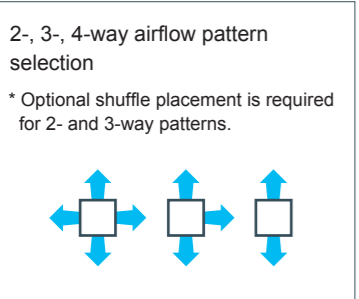 2-, 3-, 4-way airflow pattern
selection
* Optional shuffle placement is required
for 2- and 3-way patterns.